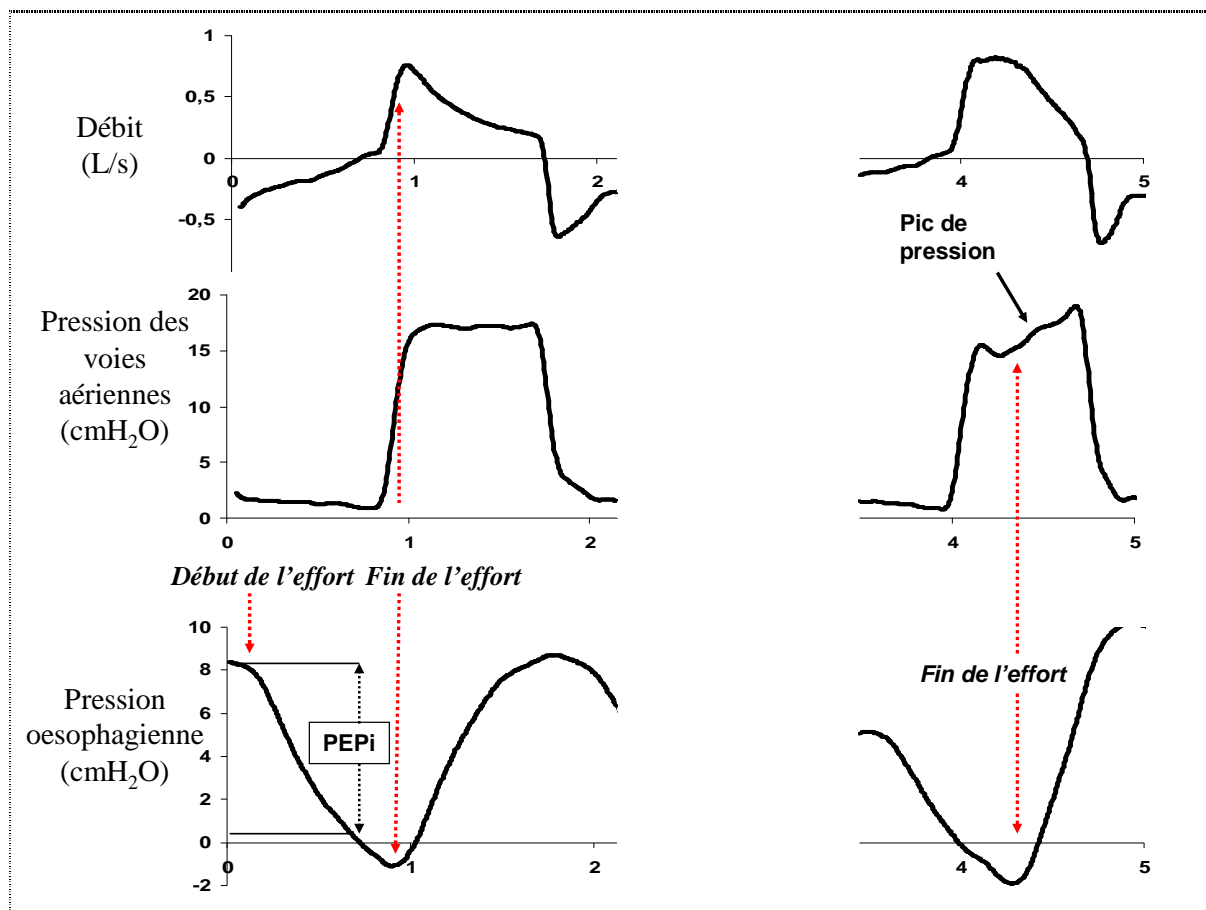 1
0,5
Débit
(L/s)
0
0
1
2
4
5
-0,5
-1
Pic de
pression
20
Pression des
voies
aériennes
(cmH2O)
15
10
5
0
0
1
2
4
5
Début de l’effort Fin de l’effort
10
8
6
4
2
0
-2
Pression
oesophagienne
(cmH2O)
PEPi
Fin de l’effort
0
1
2
4
5